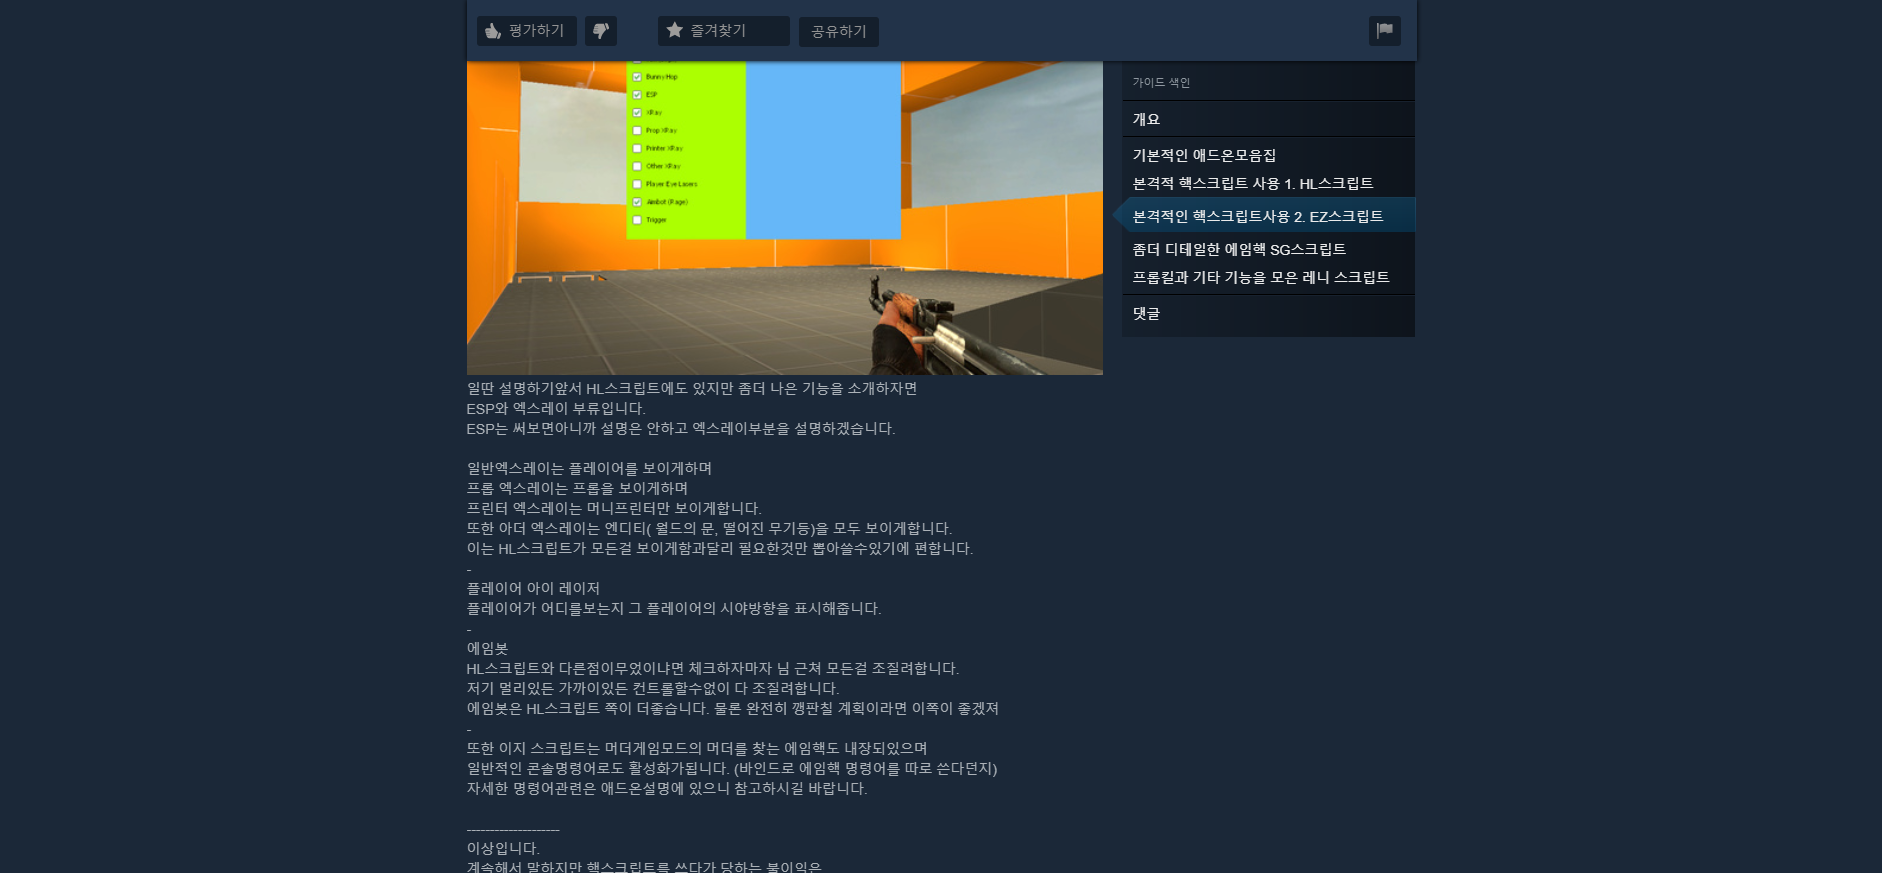 평가하기
즐겨찾기
공유하기
Bunny Hop
ESP
XRay
Prop XRay
Printer XRay
Other XRay
Player Eye Lasers
Aimbot (Rage)
Trigger
가이드 색인
개요
기본적인 애드온모음집
본격적 핵스크립트 사용 1. HL스크립트
본격적인 핵스크립트사용 2. EZ스크립트
좀더 디테일한 에임핵 SG스크립트
프롭킬과 기타 기능을 모은 레니 스크립트
댓글
일딴 설명하기앞서 HL스크립트에도 있지만 좀더 나은 기능을 소개하자면
ESP와 엑스레이 부류입니다.
ESP는 써보면아니까 설명은 안하고 엑스레이부분을 설명하겠습니다.
일반엑스레이는 플레이어를 보이게하며
프롭 엑스레이는 프롭을 보이게하며
프린터 엑스레이는 머니프린터만 보이게합니다.
또한 아더 엑스레이는 엔디티( 월드의 문, 떨어진 무기등)을 모두 보이게합니다.
이는 HL스크립트가 모든걸 보이게함과달리 필요한것만 뽑아쓸수있기에 편합니다.
-
플레이어 아이 레이저
플레이어가 어디를보는지 그 플레이어의 시야방향을 표시해줍니다.
-
에임봇
HL스크립트와 다른점이무었이냐면 체크하자마자 님 근쳐 모든걸 조질려합니다.
저기 멀리있든 가까이있든 컨트롤할수없이 다 조질려합니다.
에임봇은 HL스크립트 쪽이 더좋습니다. 물론 완전히 깽판칠 계획이라면 이쪽이 좋겠져
-
또한 이지 스크립트는 머더게임모드의 머더를 찾는 에임핵도 내장되있으며
일반적인 콘솔명령어로도 활성화가됩니다. (바인드로 에임핵 명령어를 따로 쓴다던지)
자세한 명령어관련은 애드온설명에 있으니 참고하시길 바랍니다.
--------------------
이상입니다.
계속해서 말하지만 핵스크립트를 쓰다가 당하는 불이익은